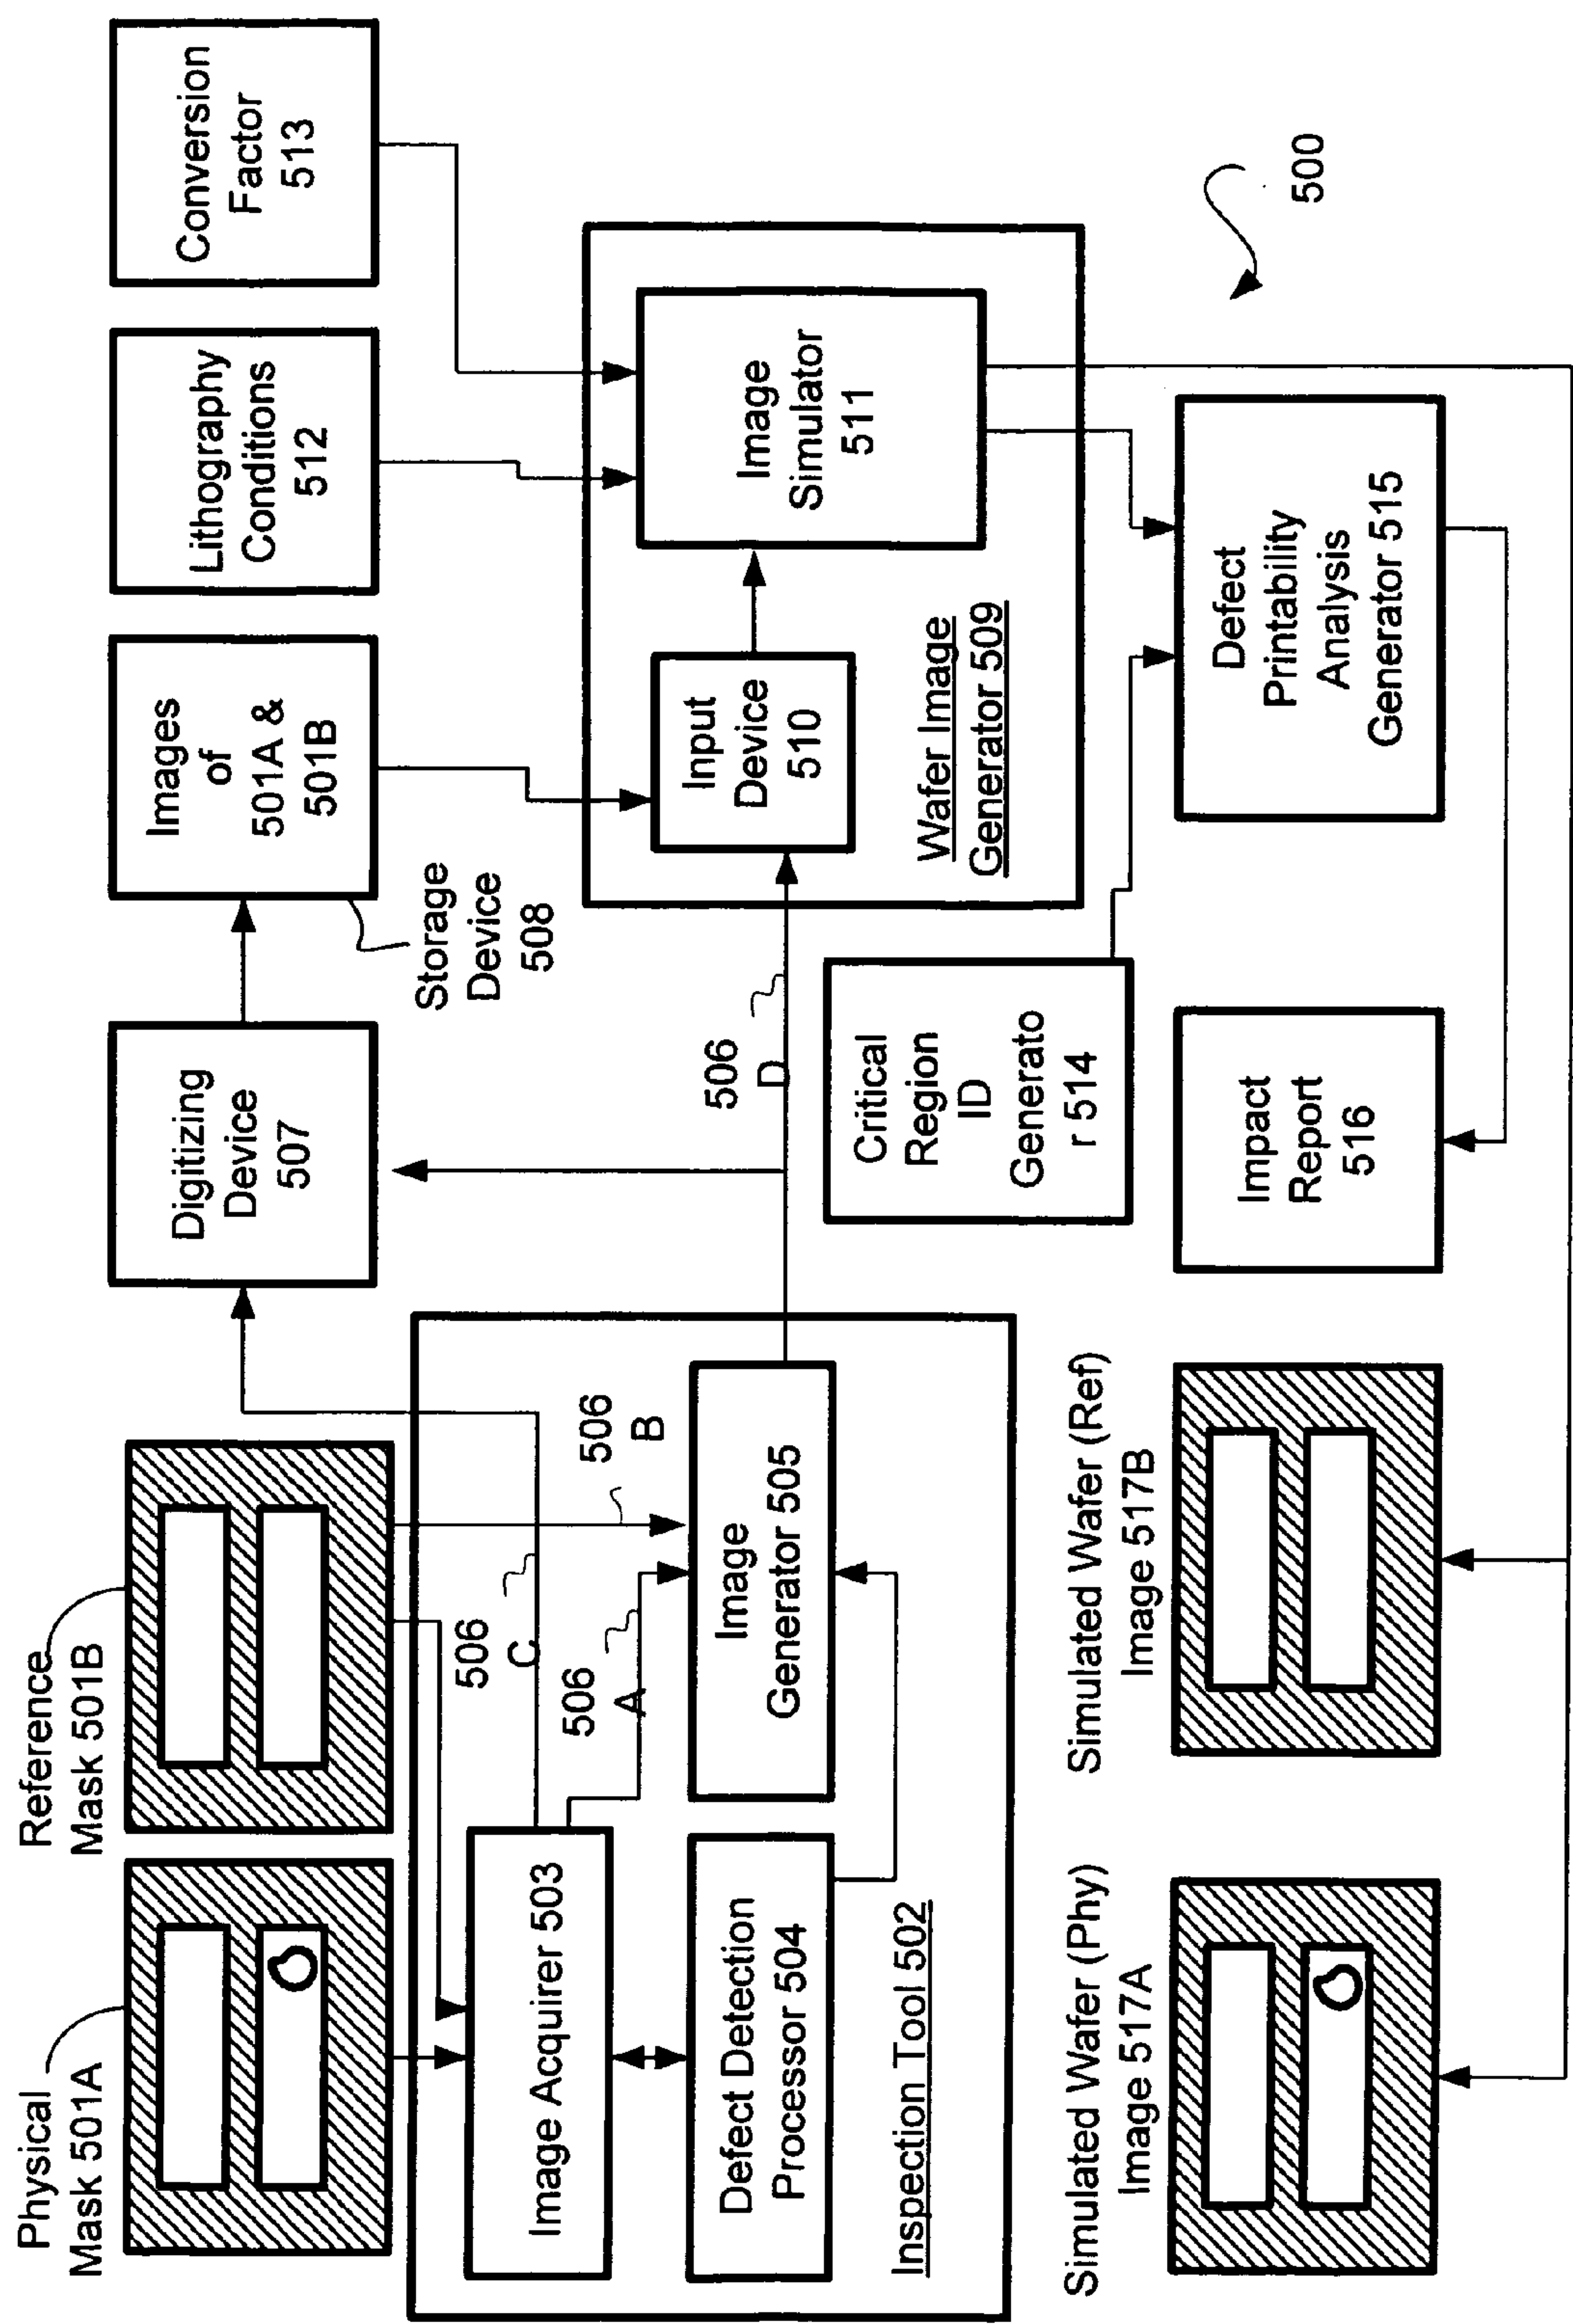 Physical
Mask 501A
Reference
Mask 501B
Digitizing
Device
507
Images
of
501A &
501B
Storage
Device
508
Lithography
Conditions
512
Conversion
Factor
513
Image Acquirer 503
Defect Detection
Processor 504
Inspection Tool 502
506
C
506
A
506
B
Image
Generator 505
506
D
Input
Device
510
Image
Simulator
511
Wafer Image
Generator 509
Critical
Region
ID
Generato
r 514
Simulated Wafer (Phy)
Image 517A
Simulated Wafer (Ref)
Image 517B
Impact
Report
516
Defect
Printability
Analysis
Generator 515
500